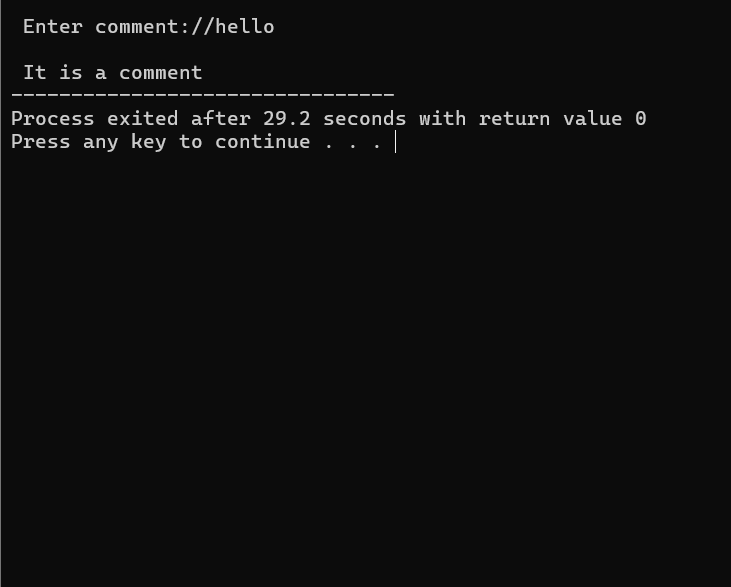 Enter comment://hello
It is a comment
--------------------------------
Process exited after 29.2 seconds with return value 0
Press any key to continue . . .